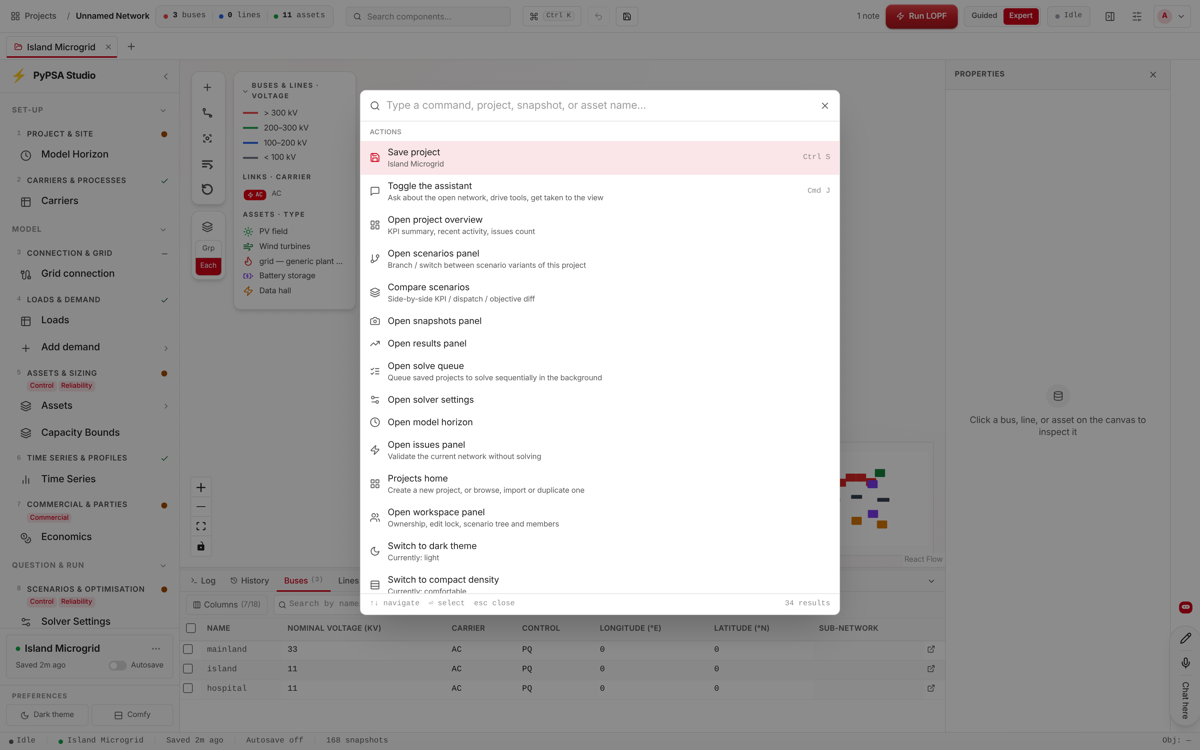 Projects / Unnamed Network
3 buses 0 lines 11 assets
Search components...
⌘ Ctrl K
1 note
Run LOPF
Guided Expert
Idle
A
Island Microgrid
PyPSA Studio
SET-UP
1 PROJECT & SITE
Model Horizon
2 CARRIERS & PROCESSES
Carriers
MODEL
3 CONNECTION & GRID
Grid connection
4 LOADS & DEMAND
Loads
Add demand
5 ASSETS & SIZING
Control Reliability
Assets
Capacity Bounds
6 TIME SERIES & PROFILES
Time Series
7 COMMERCIAL & PARTIES
Commercial
Economics
QUESTION & RUN
8 SCENARIOS & OPTIMISATION
Control Reliability
Solver Settings
Island Microgrid
Saved 2m ago Autosave
PREFERENCES
Dark theme Comfy
Grp
Each
BUSES & LINES ·
VOLTAGE
> 300 kV
200–300 kV
100–200 kV
< 100 kV
LINKS · CARRIER
AC AC
ASSETS · TYPE
PV field
Wind turbines
grid — generic plant ...
Battery storage
Data hall
Type a command, project, snapshot, or asset name...
ACTIONS
Save project
Island Microgrid
Ctrl S
Toggle the assistant
Ask about the open network, drive tools, get taken to the view
Cmd J
Open project overview
KPI summary, recent activity, issues count
Open scenarios panel
Branch / switch between scenario variants of this project
Compare scenarios
Side-by-side KPI / dispatch / objective diff
Open snapshots panel
Open results panel
Open solve queue
Queue saved projects to solve sequentially in the background
Open solver settings
Open model horizon
Open issues panel
Validate the current network without solving
Projects home
Create a new project, or browse, import or duplicate one
Open workspace panel
Ownership, edit lock, scenario tree and members
Switch to dark theme
Currently: light
Switch to compact density
Currently: comfortable
↑↓ navigate ⏎ select esc close
34 results
PROPERTIES
Click a bus, line, or asset on the canvas to
inspect it
React Flow
Log History Buses (3) Lines
Columns (7/18)
Search by name
NAME NOMINAL VOLTAGE (KV) CARRIER CONTROL LONGITUDE (°E) LATITUDE (°N) SUB-NETWORK
mainland 33 AC PQ 0 0
island 11 AC PQ 0 0
hospital 11 AC PQ 0 0
Chat here
Idle Island Microgrid Saved 2m ago Autosave off 168 snapshots
Obj: —